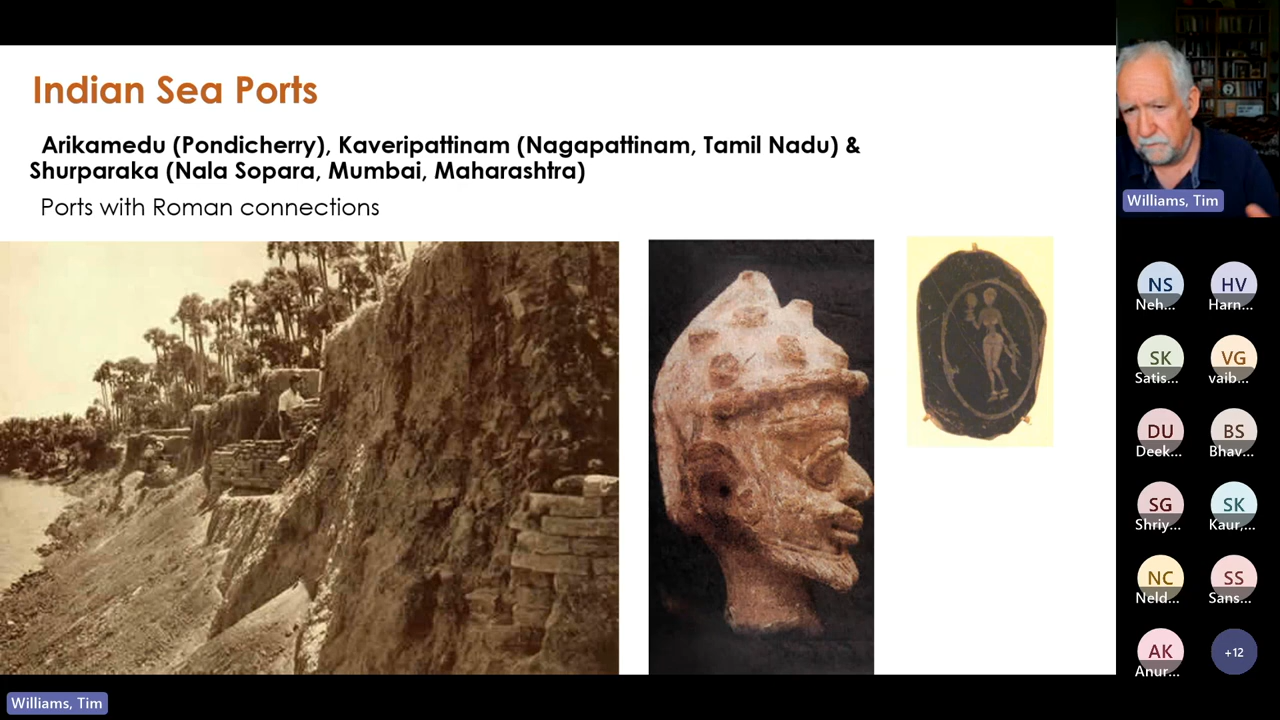 Indian Sea Ports
Arikamedu (Pondicherry), Kaveripattinam (Nagapattinam, Tamil Nadu) &
Shurparaka (Nala Sopara, Mumbai, Maharashtra)
Ports with Roman connections
Williams, Tim
NS
Neh...
HV
Harn...
SK
Satis...
VG
vaib...
DU
Deek...
BS
Bhav...
SG
Shriy...
SK
Kaur,...
NC
Neld...
SS
Sans...
AK
Anur...
+12
Williams, Tim